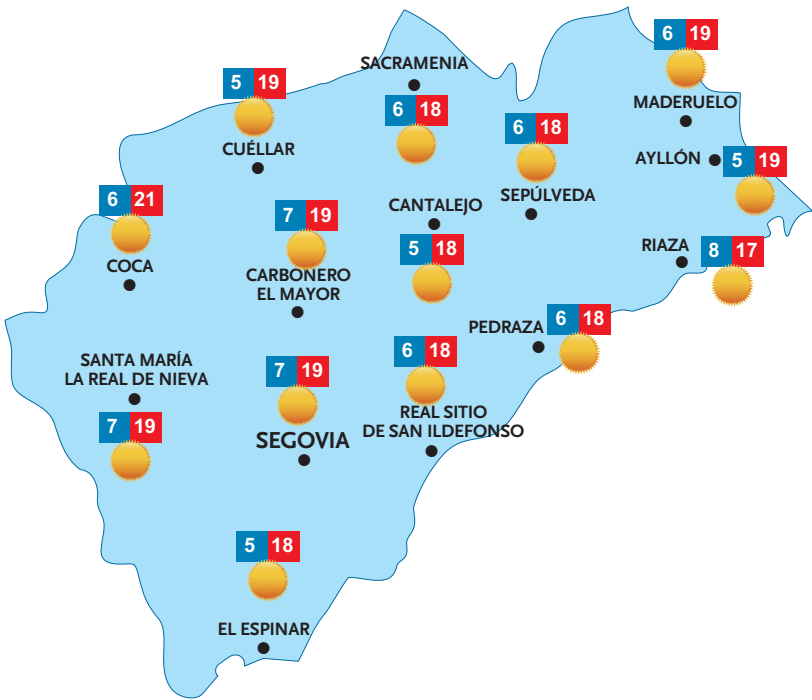 6 19
SACRAMENIA
5 19
MADERUELO
6 18
6 18
CUÉLLAR
AYLLÓN
5 19
SEPÚLVEDA
6 21
7 19
CANTALEJO
COCA
CARBONERO
EL MAYOR
5 18
RIAZA
8 17
PEDRAZA
6 18
SANTA MARÍA
LA REAL DE NIEVA
7 19
7 19
SEGOVIA
6 18
REAL SITIO
DE SAN ILDEFONSO
5 18
EL ESPINAR